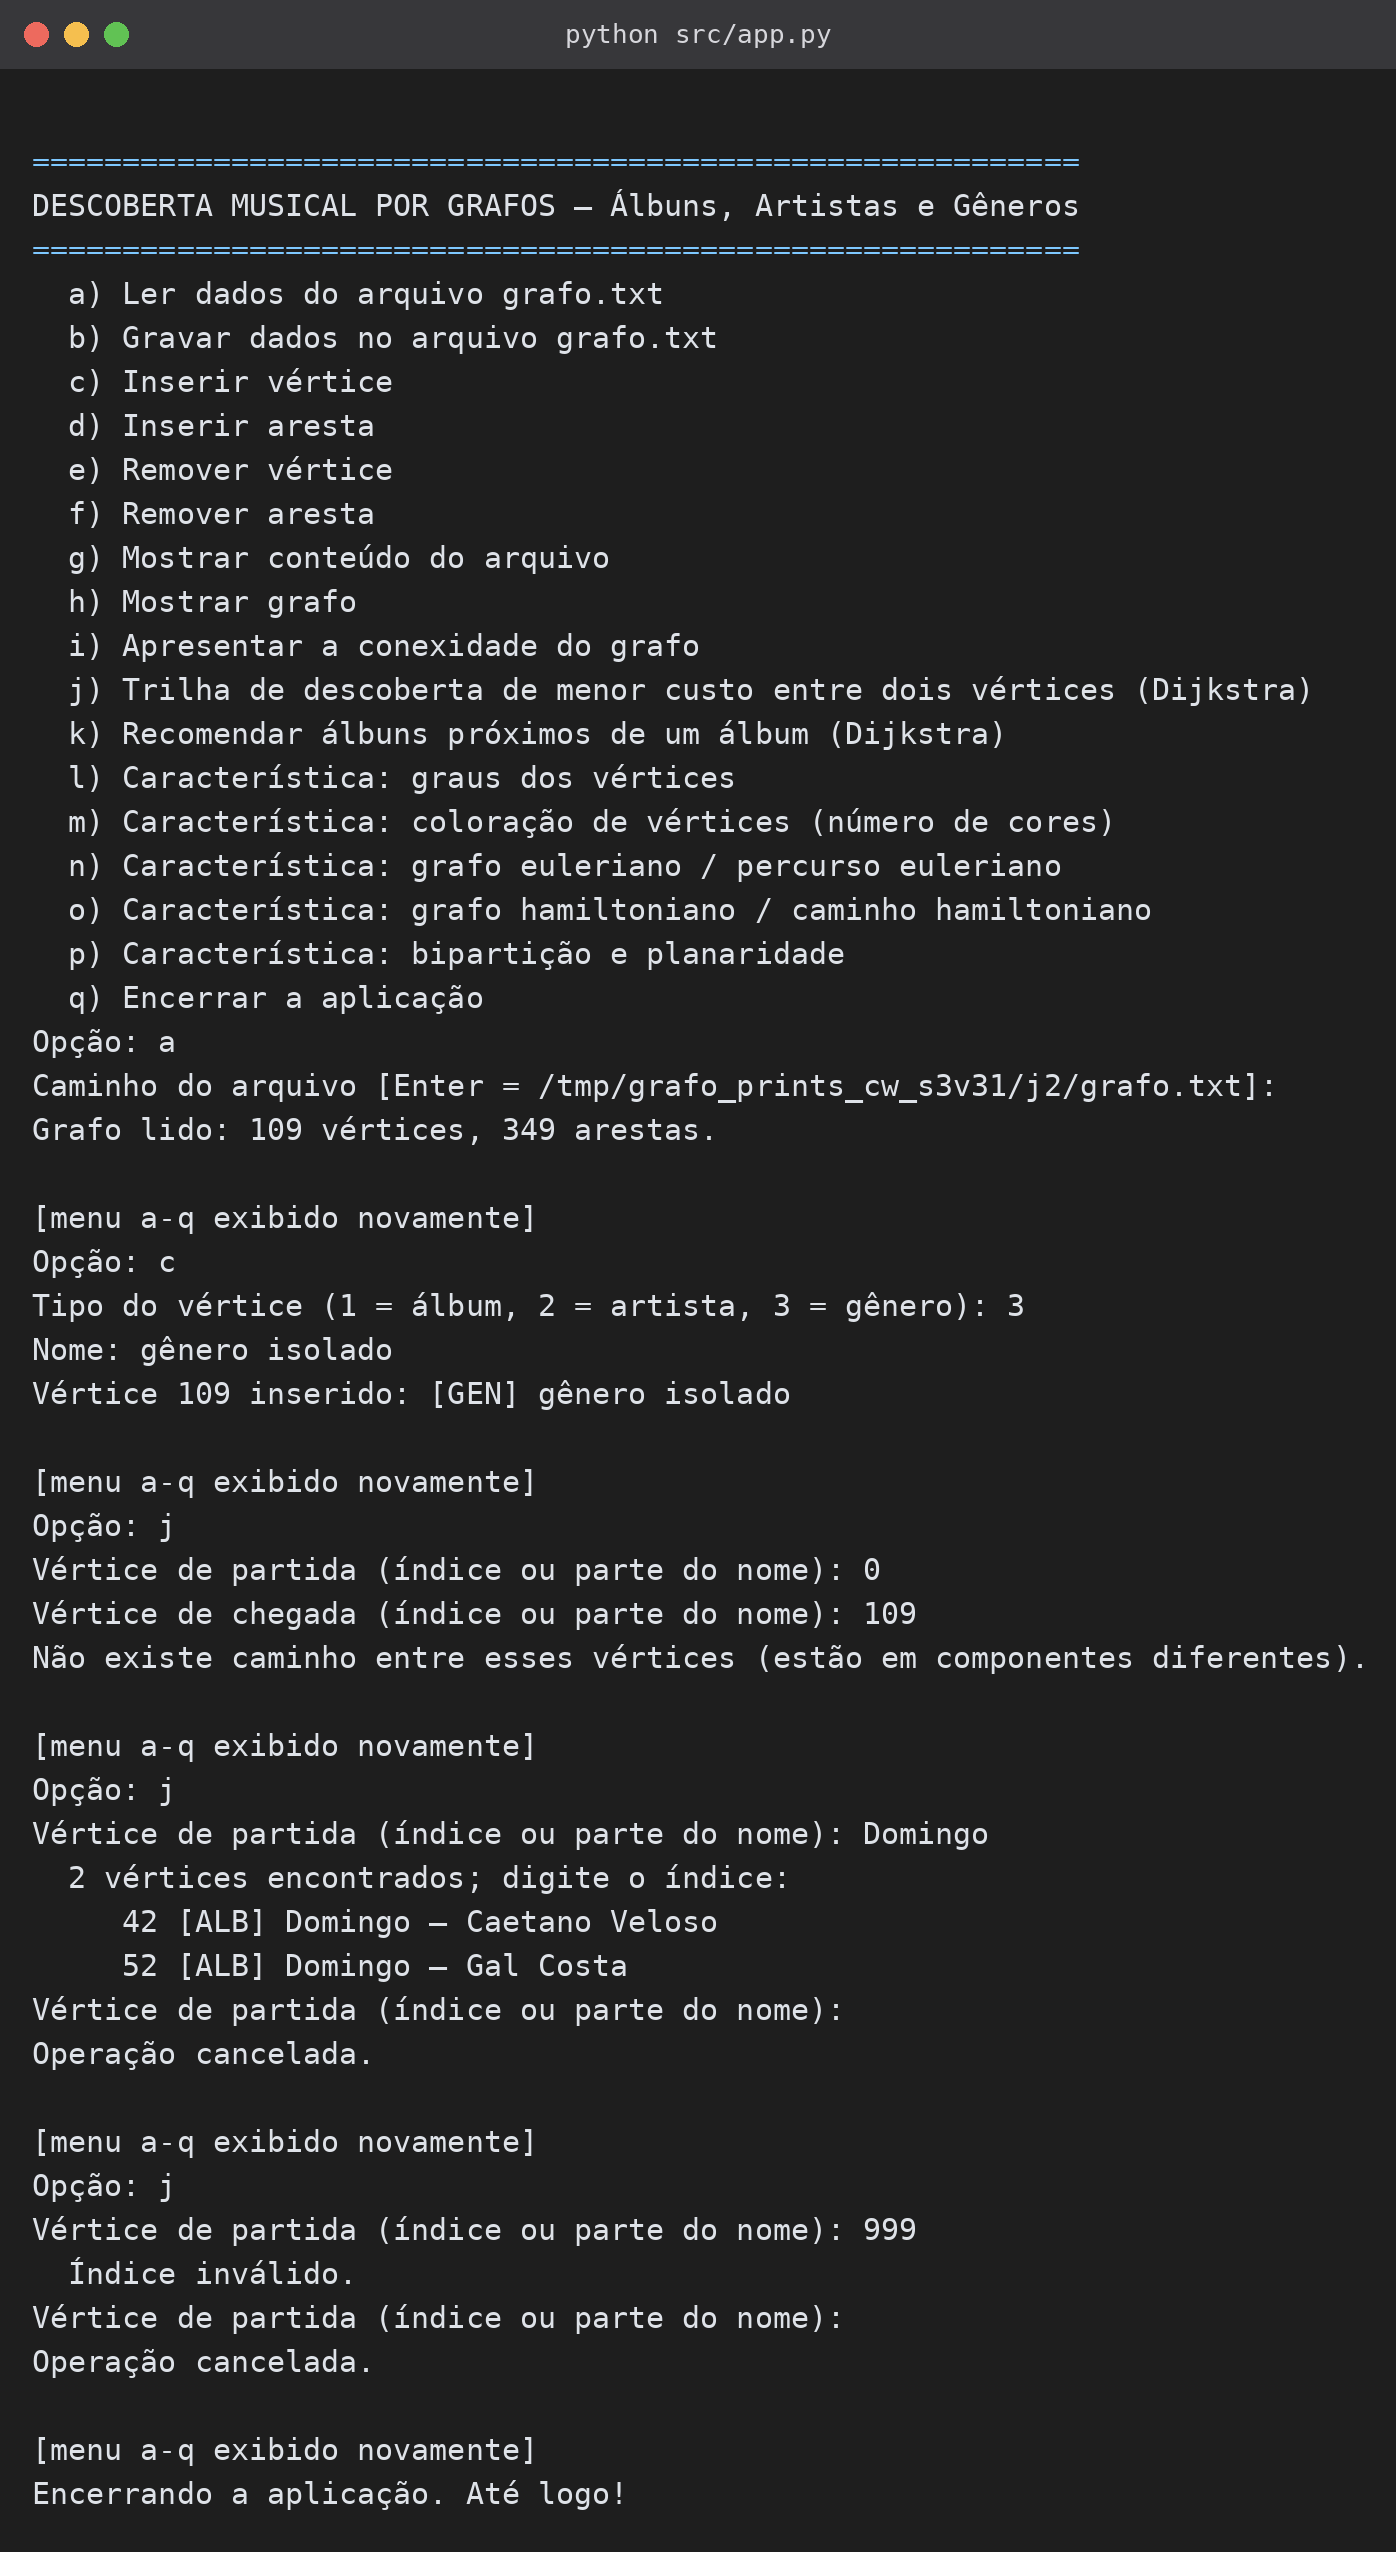 python src/app.py
==========================================================
DESCOBERTA MUSICAL POR GRAFOS — Álbuns, Artistas e Gêneros
==========================================================
  a) Ler dados do arquivo grafo.txt
  b) Gravar dados no arquivo grafo.txt
  c) Inserir vértice
  d) Inserir aresta
  e) Remover vértice
  f) Remover aresta
  g) Mostrar conteúdo do arquivo
  h) Mostrar grafo
  i) Apresentar a conexidade do grafo
  j) Trilha de descoberta de menor custo entre dois vértices (Dijkstra)
  k) Recomendar álbuns próximos de um álbum (Dijkstra)
  l) Característica: graus dos vértices
  m) Característica: coloração de vértices (número de cores)
  n) Característica: grafo euleriano / percurso euleriano
  o) Característica: grafo hamiltoniano / caminho hamiltoniano
  p) Característica: bipartição e planaridade
  q) Encerrar a aplicação
Opção: a
Caminho do arquivo [Enter = /tmp/grafo_prints_cw_s3v31/j2/grafo.txt]:
Grafo lido: 109 vértices, 349 arestas.

[menu a-q exibido novamente]
Opção: c
Tipo do vértice (1 = álbum, 2 = artista, 3 = gênero): 3
Nome: gênero isolado
Vértice 109 inserido: [GEN] gênero isolado

[menu a-q exibido novamente]
Opção: j
Vértice de partida (índice ou parte do nome): 0
Vértice de chegada (índice ou parte do nome): 109
Não existe caminho entre esses vértices (estão em componentes diferentes).

[menu a-q exibido novamente]
Opção: j
Vértice de partida (índice ou parte do nome): Domingo
  2 vértices encontrados; digite o índice:
     42 [ALB] Domingo — Caetano Veloso
     52 [ALB] Domingo — Gal Costa
Vértice de partida (índice ou parte do nome):
Operação cancelada.

[menu a-q exibido novamente]
Opção: j
Vértice de partida (índice ou parte do nome): 999
  Índice inválido.
Vértice de partida (índice ou parte do nome):
Operação cancelada.

[menu a-q exibido novamente]
Encerrando a aplicação. Até logo!